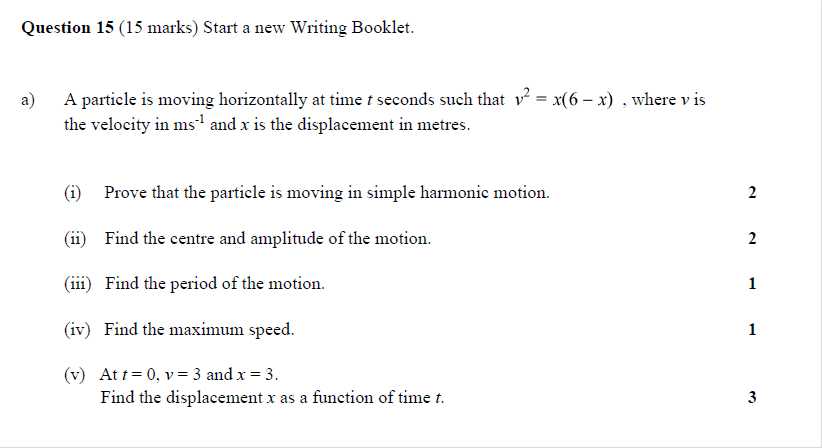 Question 15 (15 marks) Start a new Writing Booklet.
a) A particle is moving horizontally at time t seconds such that v² = x(6 – x) , where v is
the velocity in ms⁻¹ and x is the displacement in metres.
(i) Prove that the particle is moving in simple harmonic motion. 2
(ii) Find the centre and amplitude of the motion. 2
(iii) Find the period of the motion. 1
(iv) Find the maximum speed. 1
(v) At t = 0, v = 3 and x = 3.
Find the displacement x as a function of time t. 3